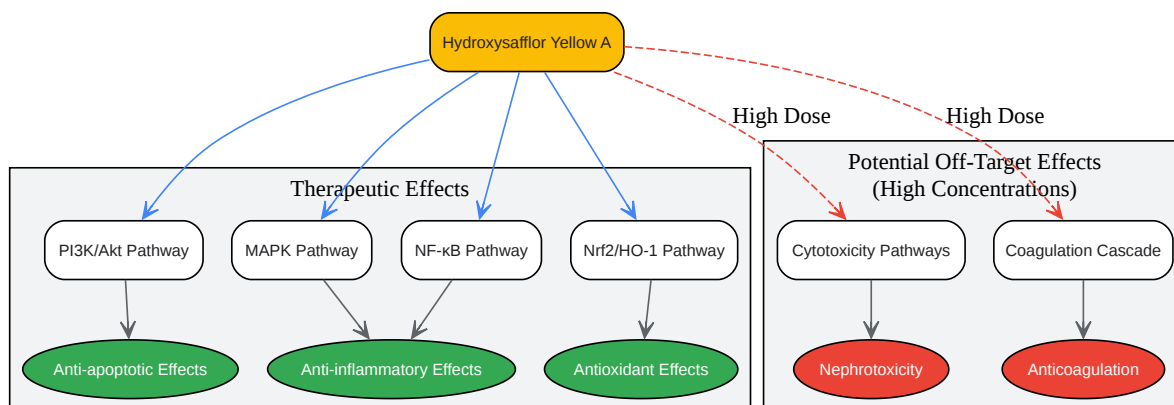 Hydroxysafflor Yellow A
High Dose
High Dose
Therapeutic Effects
Potential Off-Target Effects
(High Concentrations)
PI3K/Akt Pathway
MAPK Pathway
NF-κB Pathway
Nrf2/HO-1 Pathway
Cytotoxicity Pathways
Coagulation Cascade
Anti-apoptotic Effects
Anti-inflammatory Effects
Antioxidant Effects
Nephrotoxicity
Anticoagulation